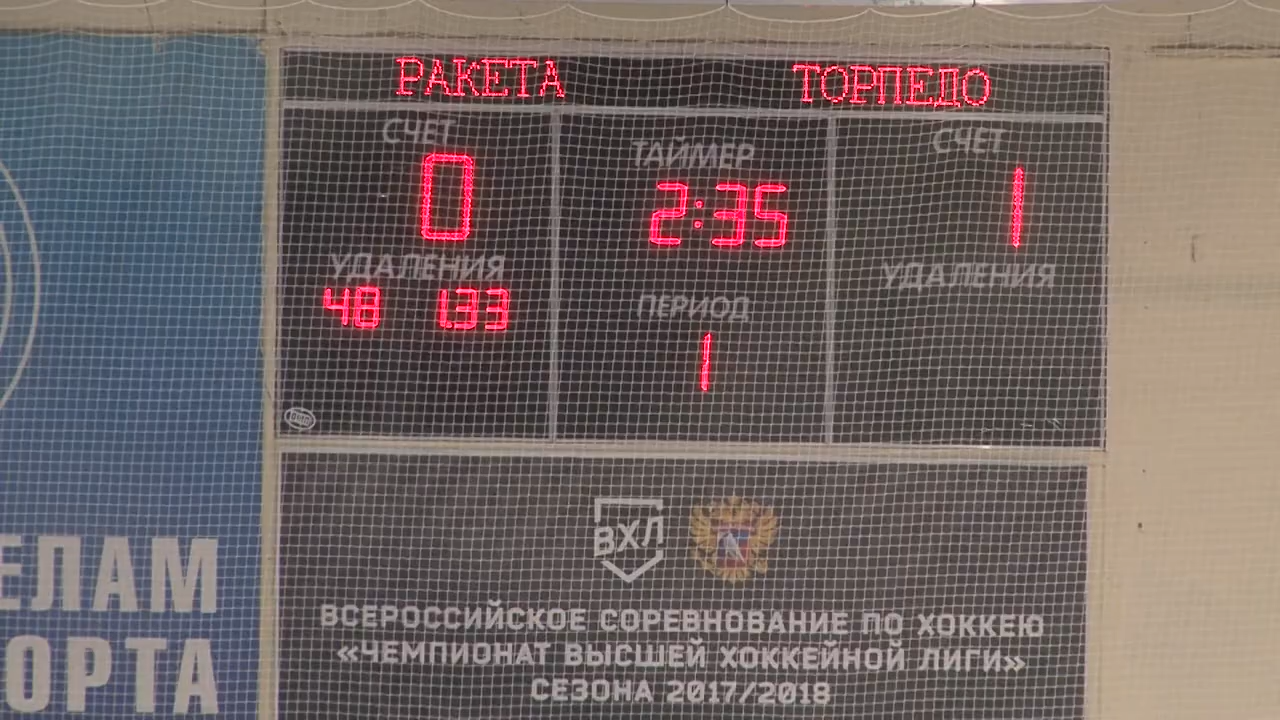 РАКЕТА ТОРПЕДО
СЧЕТ ТАЙМЕР СЧЕТ
0 2:35 1
УДАЛЕНИЯ ПЕРИОД УДАЛЕНИЯ
48 1.33 1
ВХЛ
ВСЕРОССИЙСКОЕ СОРЕВНОВАНИЕ ПО ХОККЕЮ
«ЧЕМПИОНАТ ВЫСШЕЙ ХОККЕЙНОЙ ЛИГИ»
СЕЗОНА 2017/2018
ЕЛАМ
ОРТА